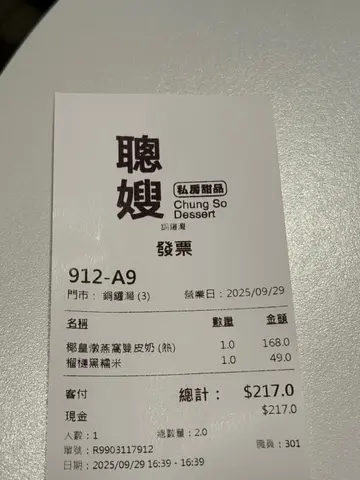 聰嫂
私房甜品
Chung So
Dessert
銅鑼灣
發票
912-A9
門市： 銅鑼灣 (3) 營業日：2025/09/29
名稱 數量 金額
椰皇燉燕窩雙皮奶 (熱) 1.0 168.0
榴槤黑糯米 1.0 49.0
客付 總計： $217.0
現金 $217.0
人數：1 總數量：2.0
單號：R9903117912 職員：301
日期：2025/09/29 16:39 - 16:39